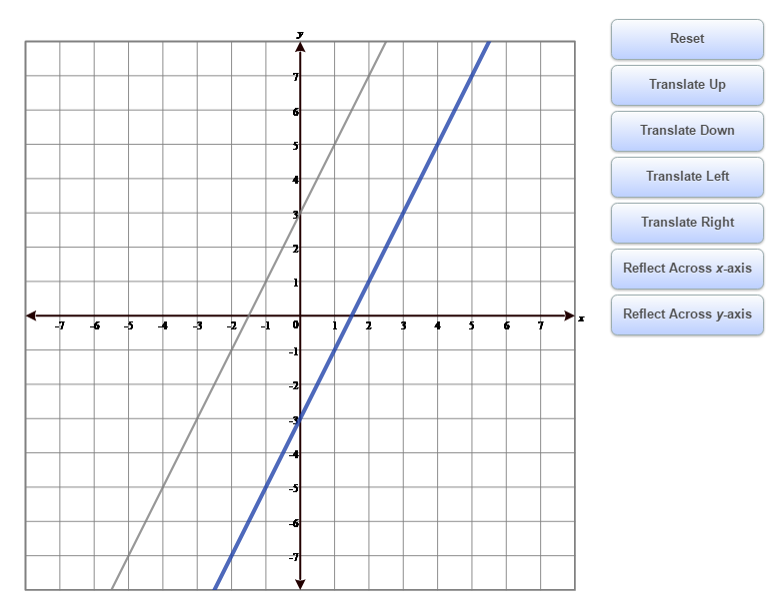 y
Reset
7
Translate Up
6
Translate Down
5
4
Translate Left
3
Translate Right
2
Reflect Across x-axis
1
-7 -6 -5 -4 -3 -2 -1 0 1 2 3 4 5 6 7 x
Reflect Across y-axis
-1
-2
-3
-4
-5
-6
-7